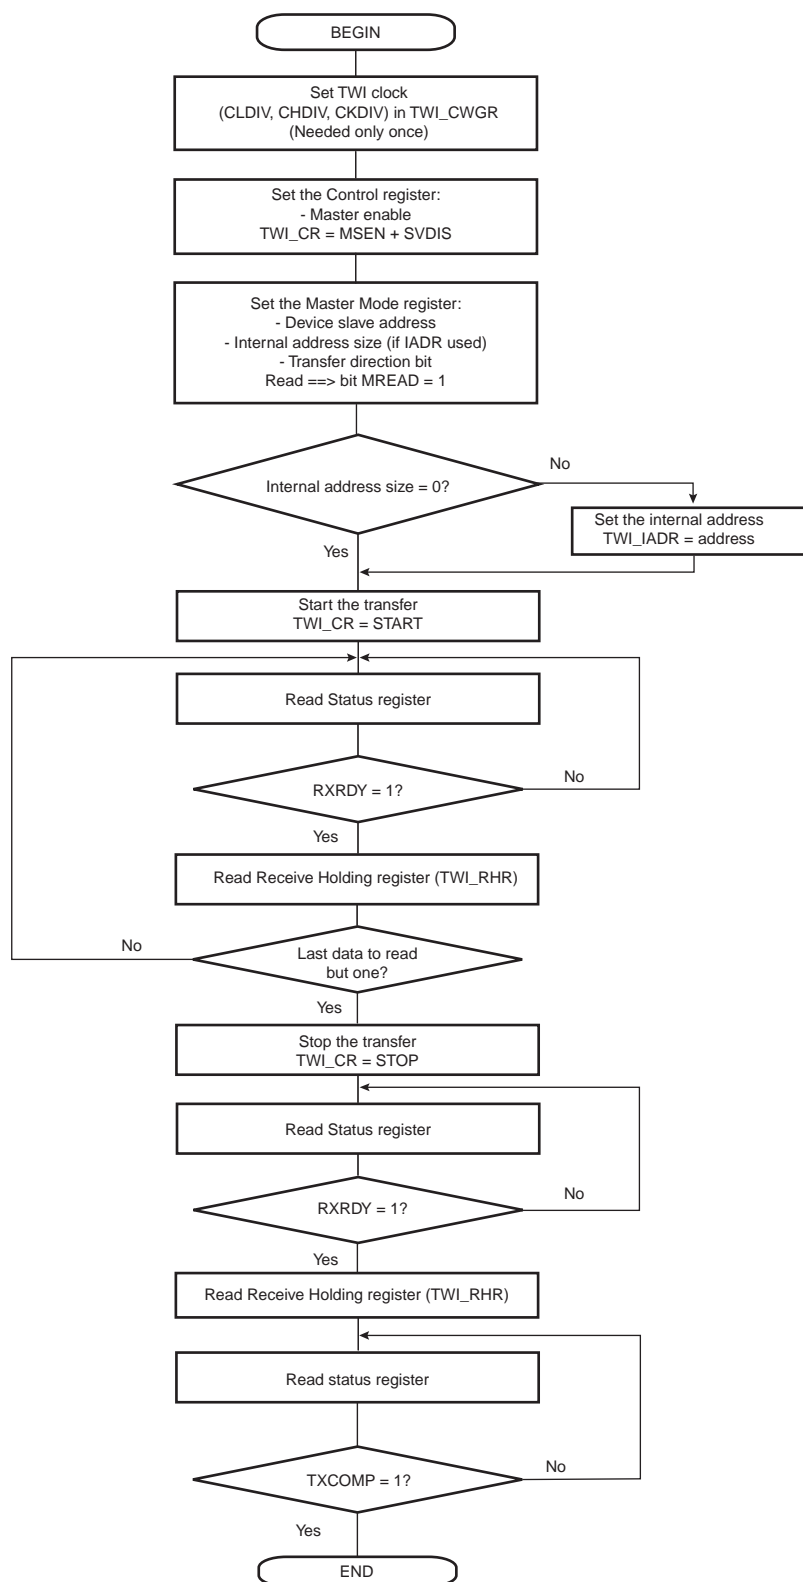 BEGIN
Set TWI clock
(CLDIV, CHDIV, CKDIV) in TWI_CWGR
(Needed only once)
Set the Control register:
- Master enable
TWI_CR = MSEN + SVDIS
Set the Master Mode register:
- Device slave address
- Internal address size (if IADR used)
- Transfer direction bit
Read ==> bit MREAD = 1
Internal address size = 0?
No
Set the internal address
TWI_IADR = address
Yes
Start the transfer
TWI_CR = START
Read Status register
RXRDY = 1?
No
Yes
Read Receive Holding register (TWI_RHR)
No
Last data to read
but one?
Yes
Stop the transfer
TWI_CR = STOP
Read Status register
RXRDY = 1?
No
Yes
Read Receive Holding register (TWI_RHR)
Read status register
TXCOMP = 1?
No
Yes
END